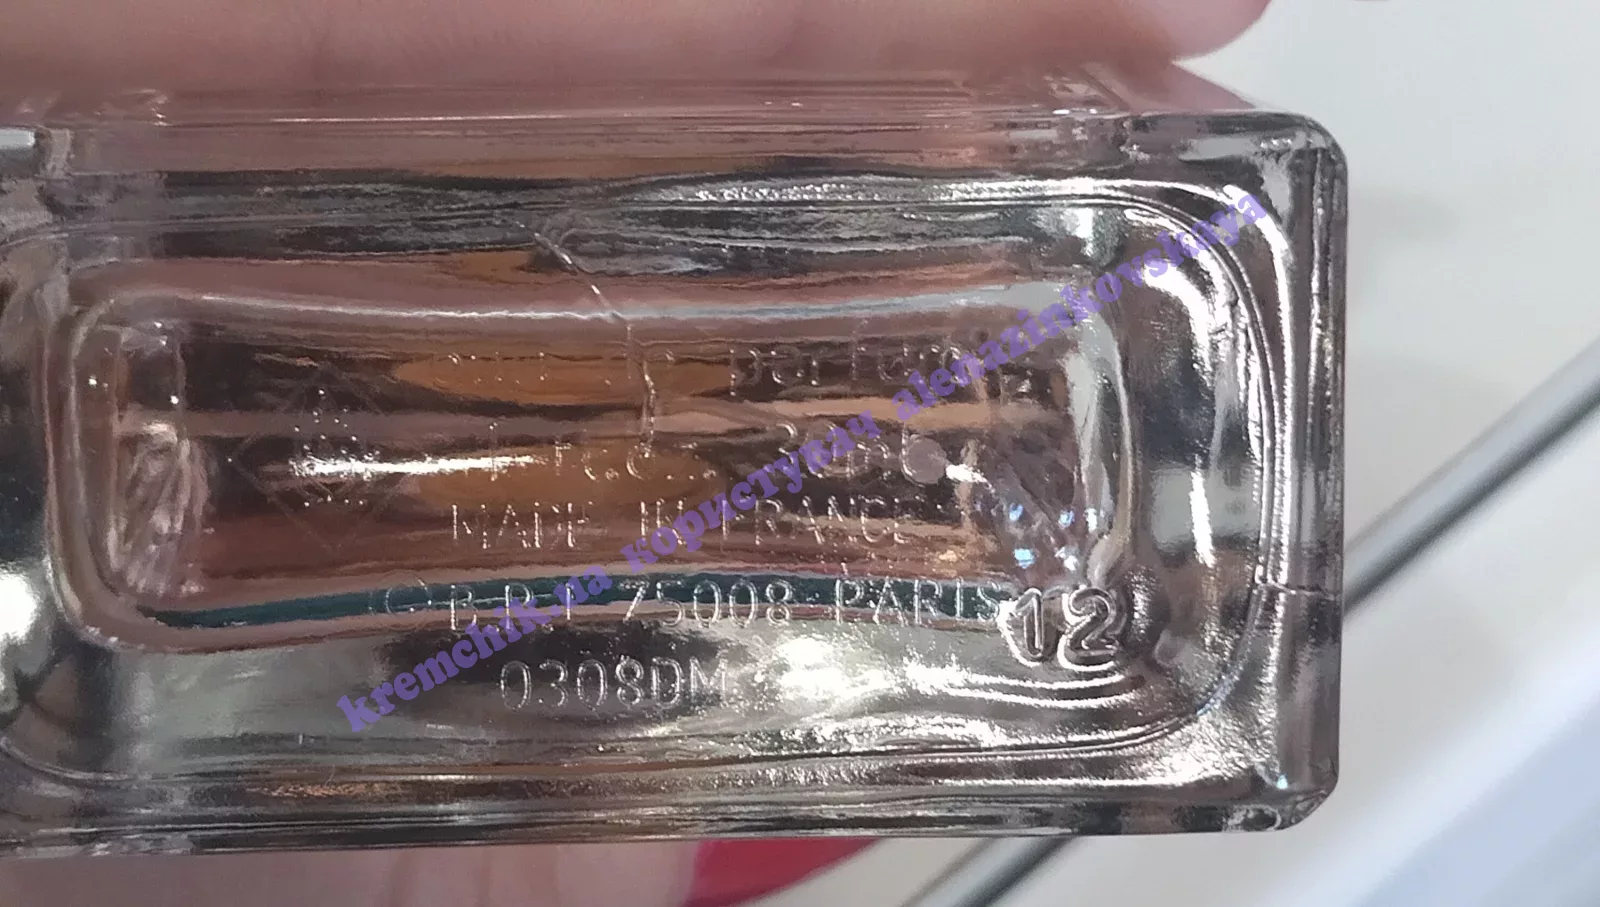 parfum
MADE IN FRANCE
© B.P.I 75008 PARIS
12
0308DM
kremchik.ua користувач alenazinkovskaya